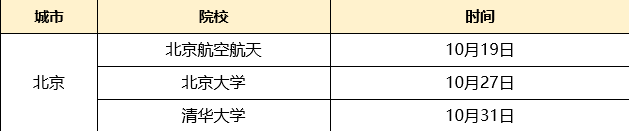 城市 院校 时间
北京航空航天 10月19日
北京 北京大学 10月27日
清华大学 10月31日